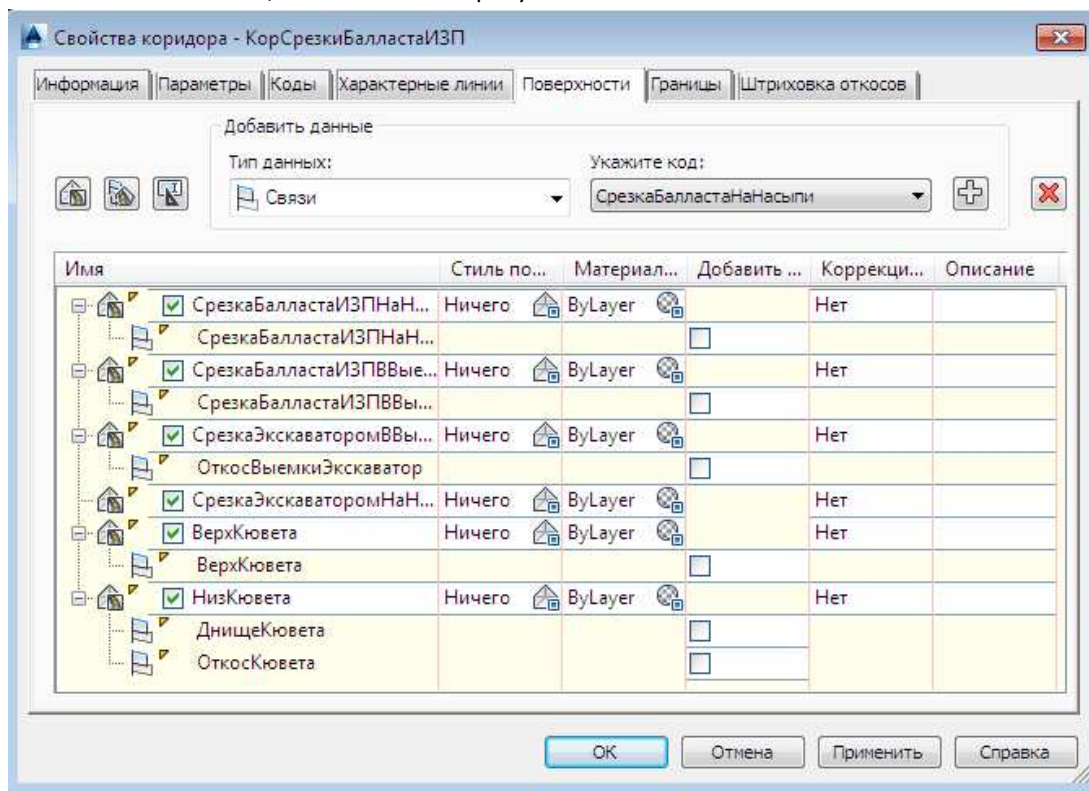 Свойства коридора - КорСрезкиБалластаИЗП
Информация Параметры Коды Характерные линии Поверхности Границы Штриховка откосов
Добавить данные
Тип данных: Укажите код:
Связи СрезкаБалластаНаНасыпи
Имя Стиль по... Материал... Добавить ... Коррекци... Описание
СрезкаБалластаИЗПНаН... Ничего ByLayer Нет
СрезкаБалластаИЗПНаН...
СрезкаБалластаИЗПВВые... Ничего ByLayer Нет
СрезкаБалластаИЗПВВы...
СрезкаЭкскаваторомВВы... Ничего ByLayer Нет
ОткосВыемкиЭкскаватор
СрезкаЭкскаваторомНаН... Ничего ByLayer Нет
ВерхКювета Ничего ByLayer Нет
ВерхКювета
НизКювета Ничего ByLayer Нет
ДнищеКювета
ОткосКювета
ОК Отмена Применить Справка